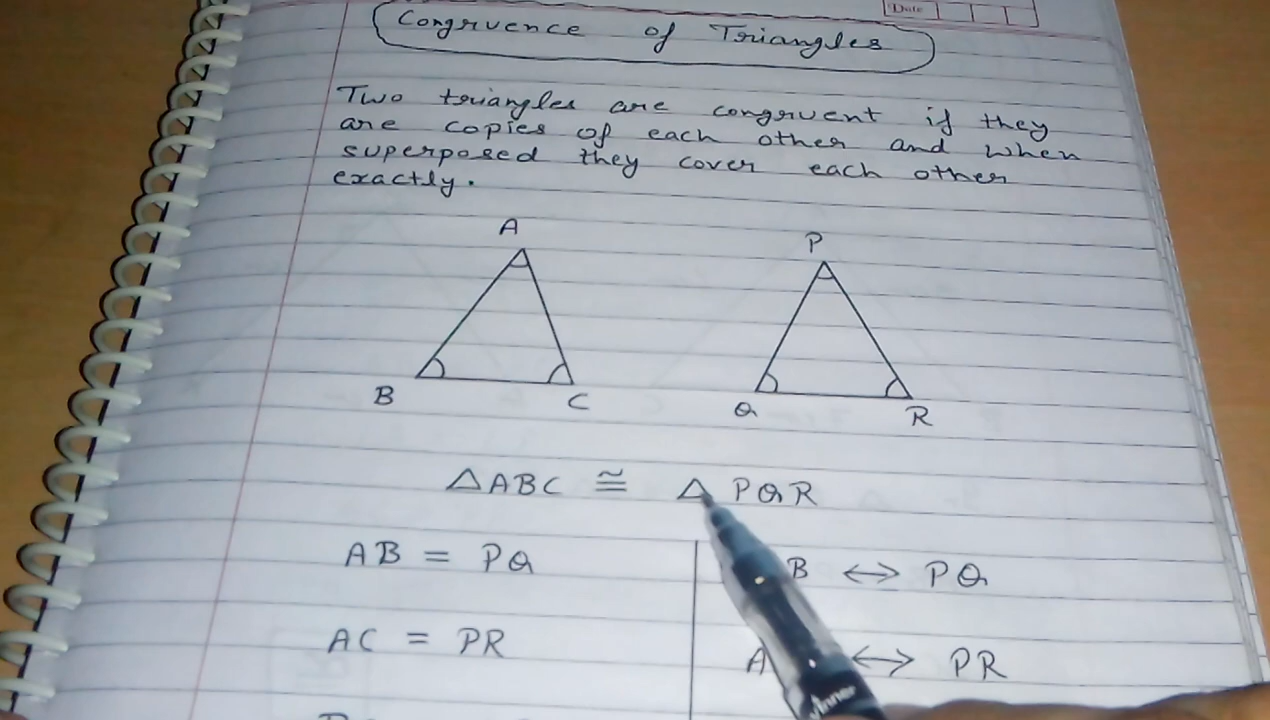 Date
Congruence of Triangles
Two triangles are congruent if they
are copies of each other and when
superposed they cover each other
exactly.
A
P
B
C
Q
R
△ABC ≅ △ PQR
AB = PQ
B ↔ PQ
AC = PR
A ↔ PR